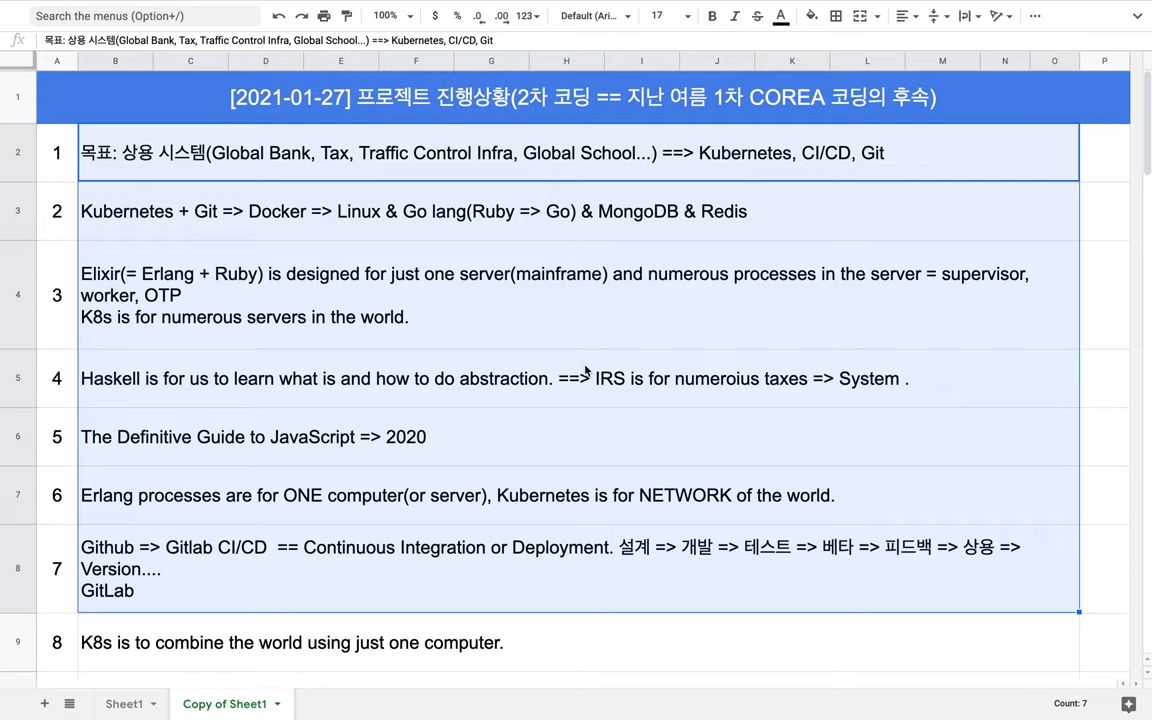 Search the menus (Option+/)
100%
$ % .0 .00 123
Default (Ari...
17
B I S A
fx
목표: 상용 시스템(Global Bank, Tax, Traffic Control Infra, Global School...) ==> Kubernetes, CI/CD, Git
A B C D E F G H I J K L M N O P
1 [2021-01-27] 프로젝트 진행상황(2차 코딩 == 지난 여름 1차 COREA 코딩의 후속)
2 1 목표: 상용 시스템(Global Bank, Tax, Traffic Control Infra, Global School...) ==> Kubernetes, CI/CD, Git
3 2 Kubernetes + Git => Docker => Linux & Go lang(Ruby => Go) & MongoDB & Redis
Elixir(= Erlang + Ruby) is designed for just one server(mainframe) and numerous processes in the server = supervisor,
4 3 worker, OTP
K8s is for numerous servers in the world.
5 4 Haskell is for us to learn what is and how to do abstraction. ==> IRS is for numeroius taxes => System .
6 5 The Definitive Guide to JavaScript => 2020
7 6 Erlang processes are for ONE computer(or server), Kubernetes is for NETWORK of the world.
Github => Gitlab CI/CD == Continuous Integration or Deployment. 설계 => 개발 => 테스트 => 베타 => 피드백 => 상용 =>
8 7 Version....
GitLab
9 8 K8s is to combine the world using just one computer.
Sheet1
Copy of Sheet1
Count: 7